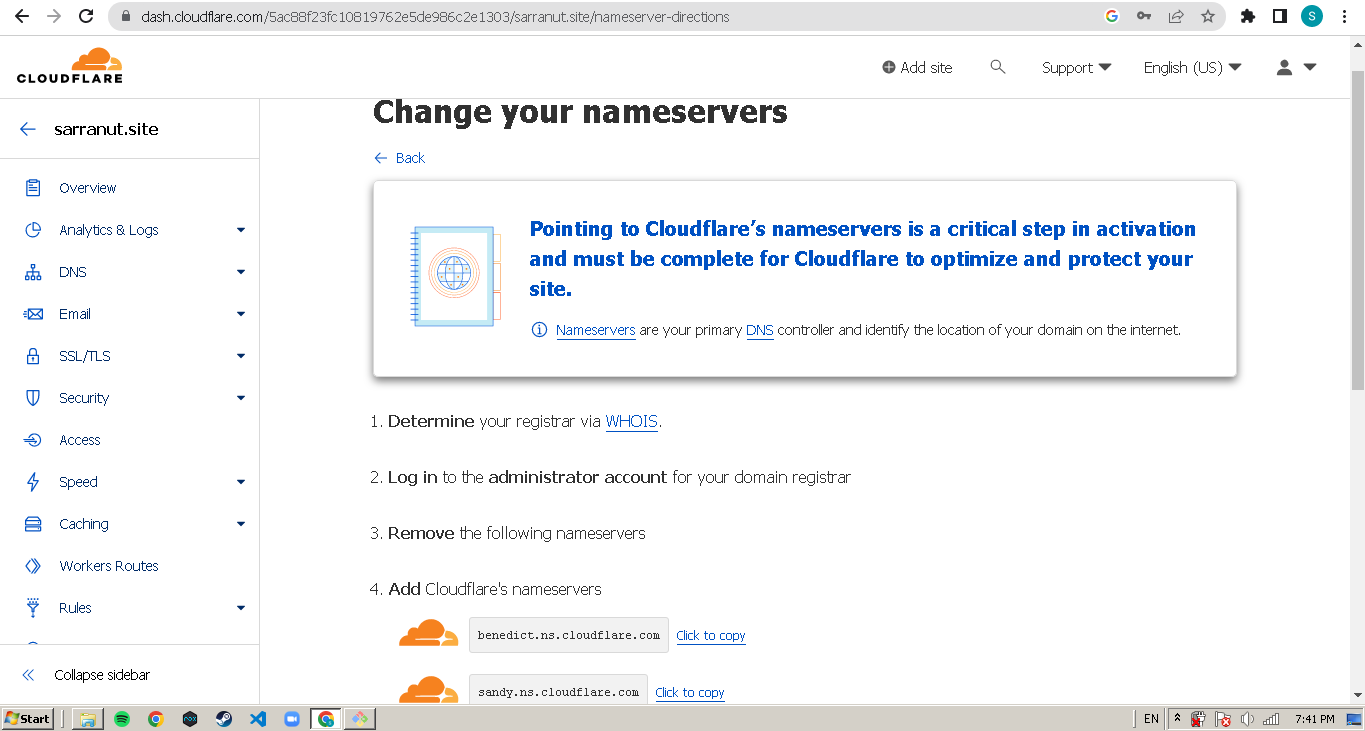 dash.cloudflare.com/5ac88f23fc10819762e5de986c2e1303/sarranut.site/nameserver-directions
S
CLOUDFLARE
Add site
Support
English (US)
sarranut.site
Overview
Analytics & Logs
DNS
Email
SSL/TLS
Security
Access
Speed
Caching
Workers Routes
Rules
Collapse sidebar
Change your nameservers
Back
Pointing to Cloudflare’s nameservers is a critical step in activation
and must be complete for Cloudflare to optimize and protect your
site.
Nameservers are your primary DNS controller and identify the location of your domain on the internet.
1. Determine your registrar via WHOIS.
2. Log in to the administrator account for your domain registrar
3. Remove the following nameservers
4. Add Cloudflare's nameservers
benedict.ns.cloudflare.com Click to copy
sandy.ns.cloudflare.com Click to copy
Start
EN
7:41 PM